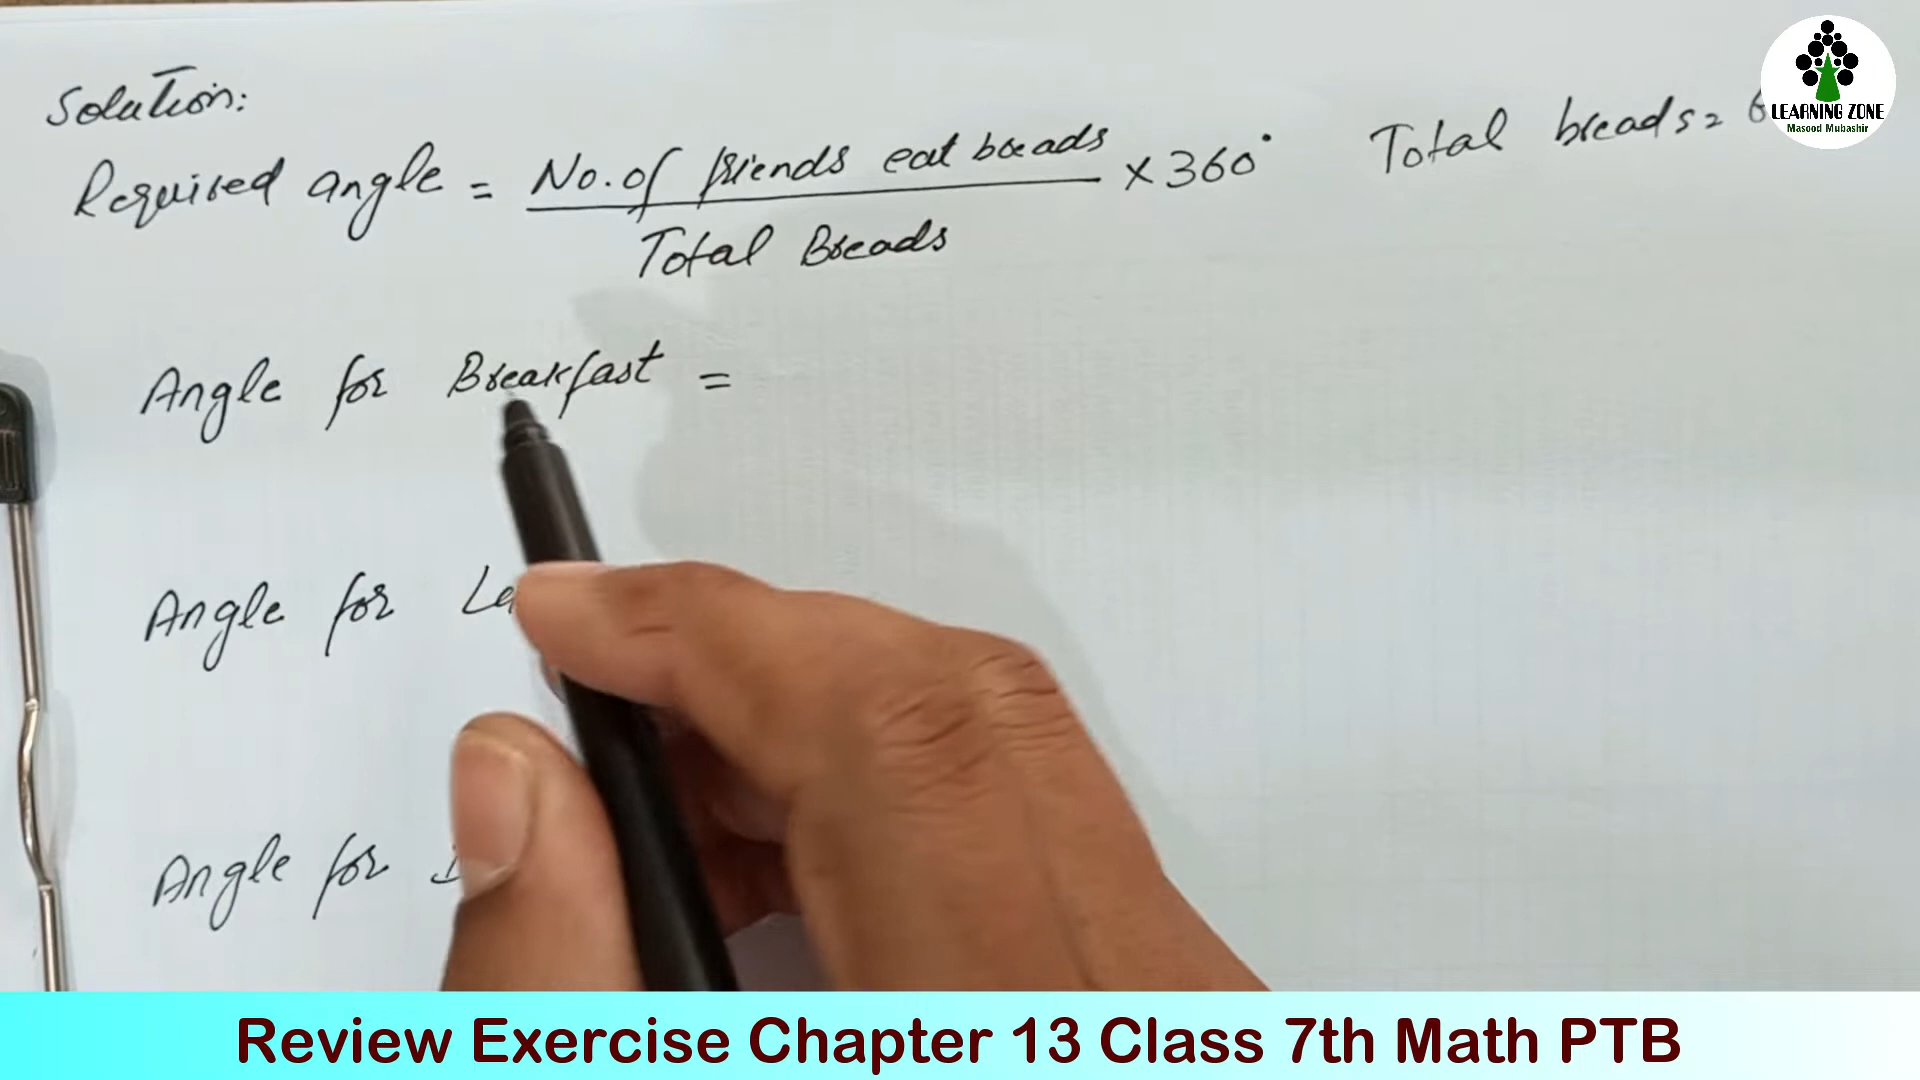 Solution:
Required angle = No. of friends eat breads × 360°
Total Breads
Total breads =
LEARNING ZONE
Masood Mubashir
Angle for Breakfast =
Angle for
Angle for
Review Exercise Chapter 13 Class 7th Math PTB